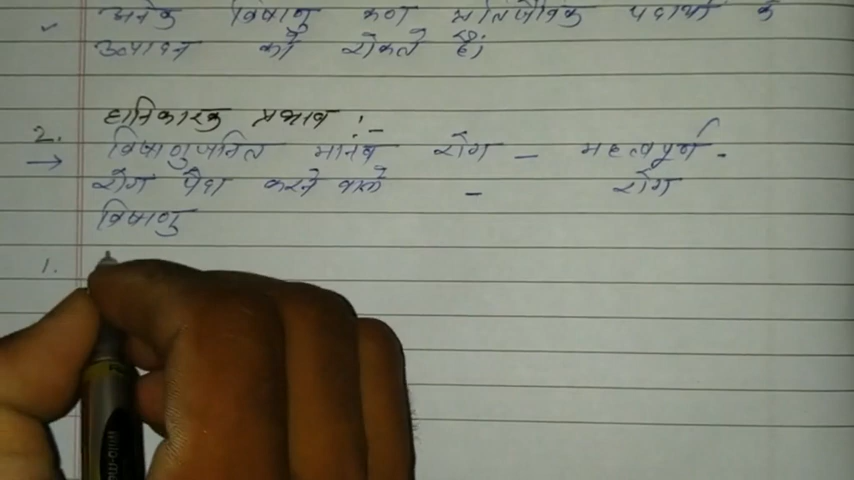 अनेक विषाणु कण प्रतिजैविक पदार्थो के
उत्पादन को रोकते है।
2. हानिकारक प्रभाव :-
→ विषाणुजनित मानव रोग - महत्वपूर्ण -
रोग पैदा करने वाले - रोग
विषाणु
1.